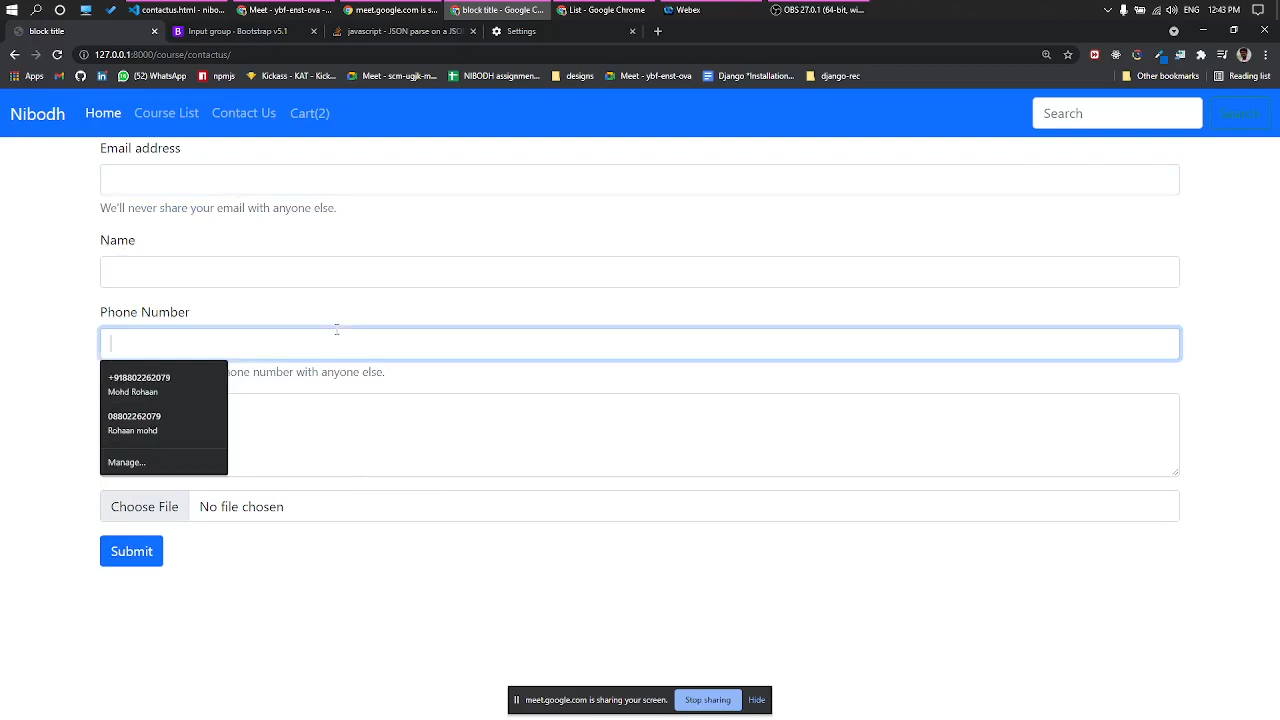 contactus.html - nibo...
Meet - ybf-enst-ova -...
meet.google.com is s...
block title - Google C...
List - Google Chrome
Webex
OBS 27.0.1 (64-bit, wi...
ENG
12:43 PM
block title
Input group - Bootstrap v5.1
javascript - JSON parse on a JSO
Settings
127.0.0.1:8000/course/contactus/
Apps
(52) WhatsApp
npmjs
Kickass - KAT - Kick...
Meet - scm-ugjk-n...
NIBODH assignmen...
designs
Meet - ybf-enst-ova
Django "Installation...
django-rec
Other bookmarks
Reading list
Nibodh
Home
Course List
Contact Us
Cart(2)
Search
Search
Email address
We'll never share your email with anyone else.
Name
Phone Number
+918802262079
Mohd Rohaan
08802262079
Rohaan mohd
Manage...
hone number with anyone else.
Choose File
No file chosen
Submit
meet.google.com is sharing your screen.
Stop sharing
Hide